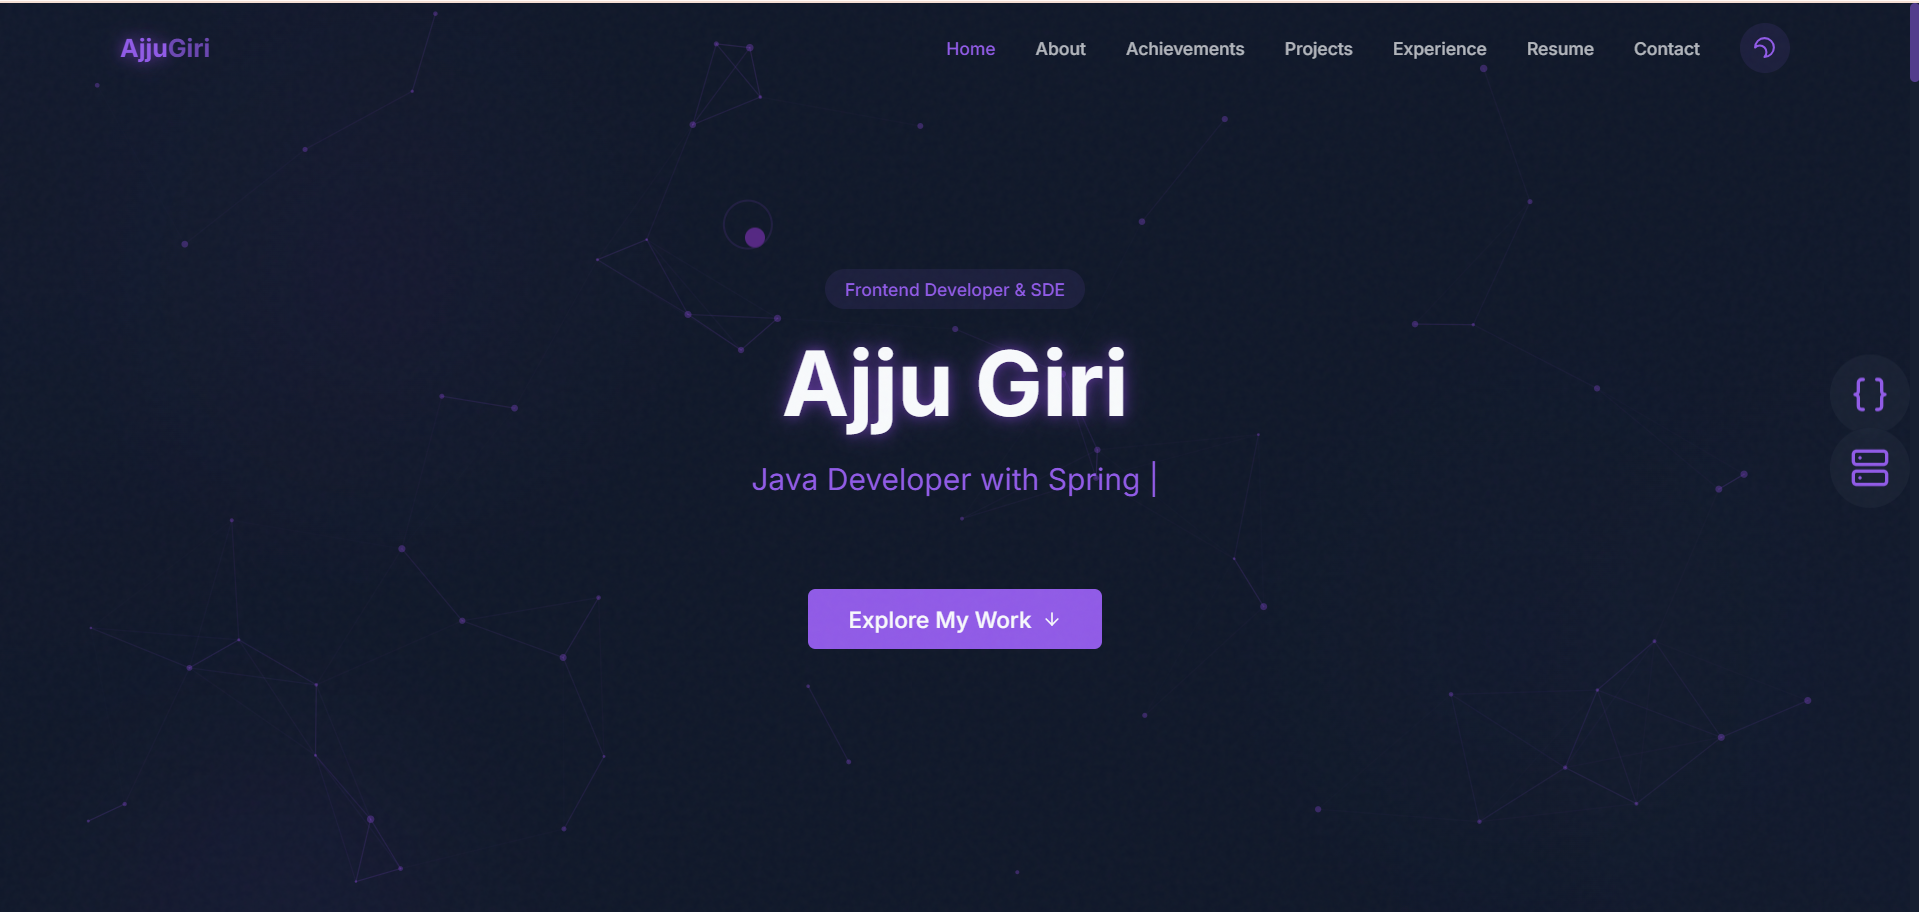 AjjuGiri
Home About Achievements Projects Experience Resume Contact
Frontend Developer & SDE
Ajju Giri
Java Developer with Spring |
Explore My Work ↓